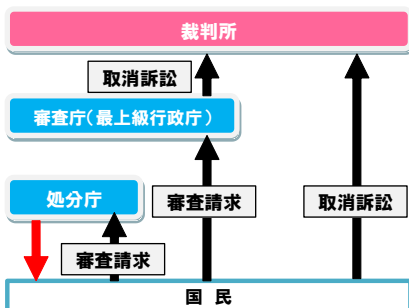 裁判所
取消訴訟
審査庁(最上級行政庁)
処分庁
審査請求
取消訴訟
審査請求
国 民